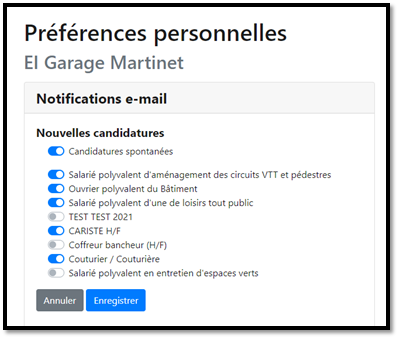 Préférences personnelles
El Garage Martinet
Notifications e-mail
Nouvelles candidatures
Candidatures spontanées
Salarié polyvalent d'aménagement des circuits VTT et pédestres
Ouvrier polyvalent du Bâtiment
Salarié polyvalent d'une de loisirs tout public
TEST TEST 2021
CARISTE H/F
Coffreur bancheur (H/F)
Couturier / Couturière
Salarié polyvalent en entretien d'espaces verts
Annuler
Enregistrer